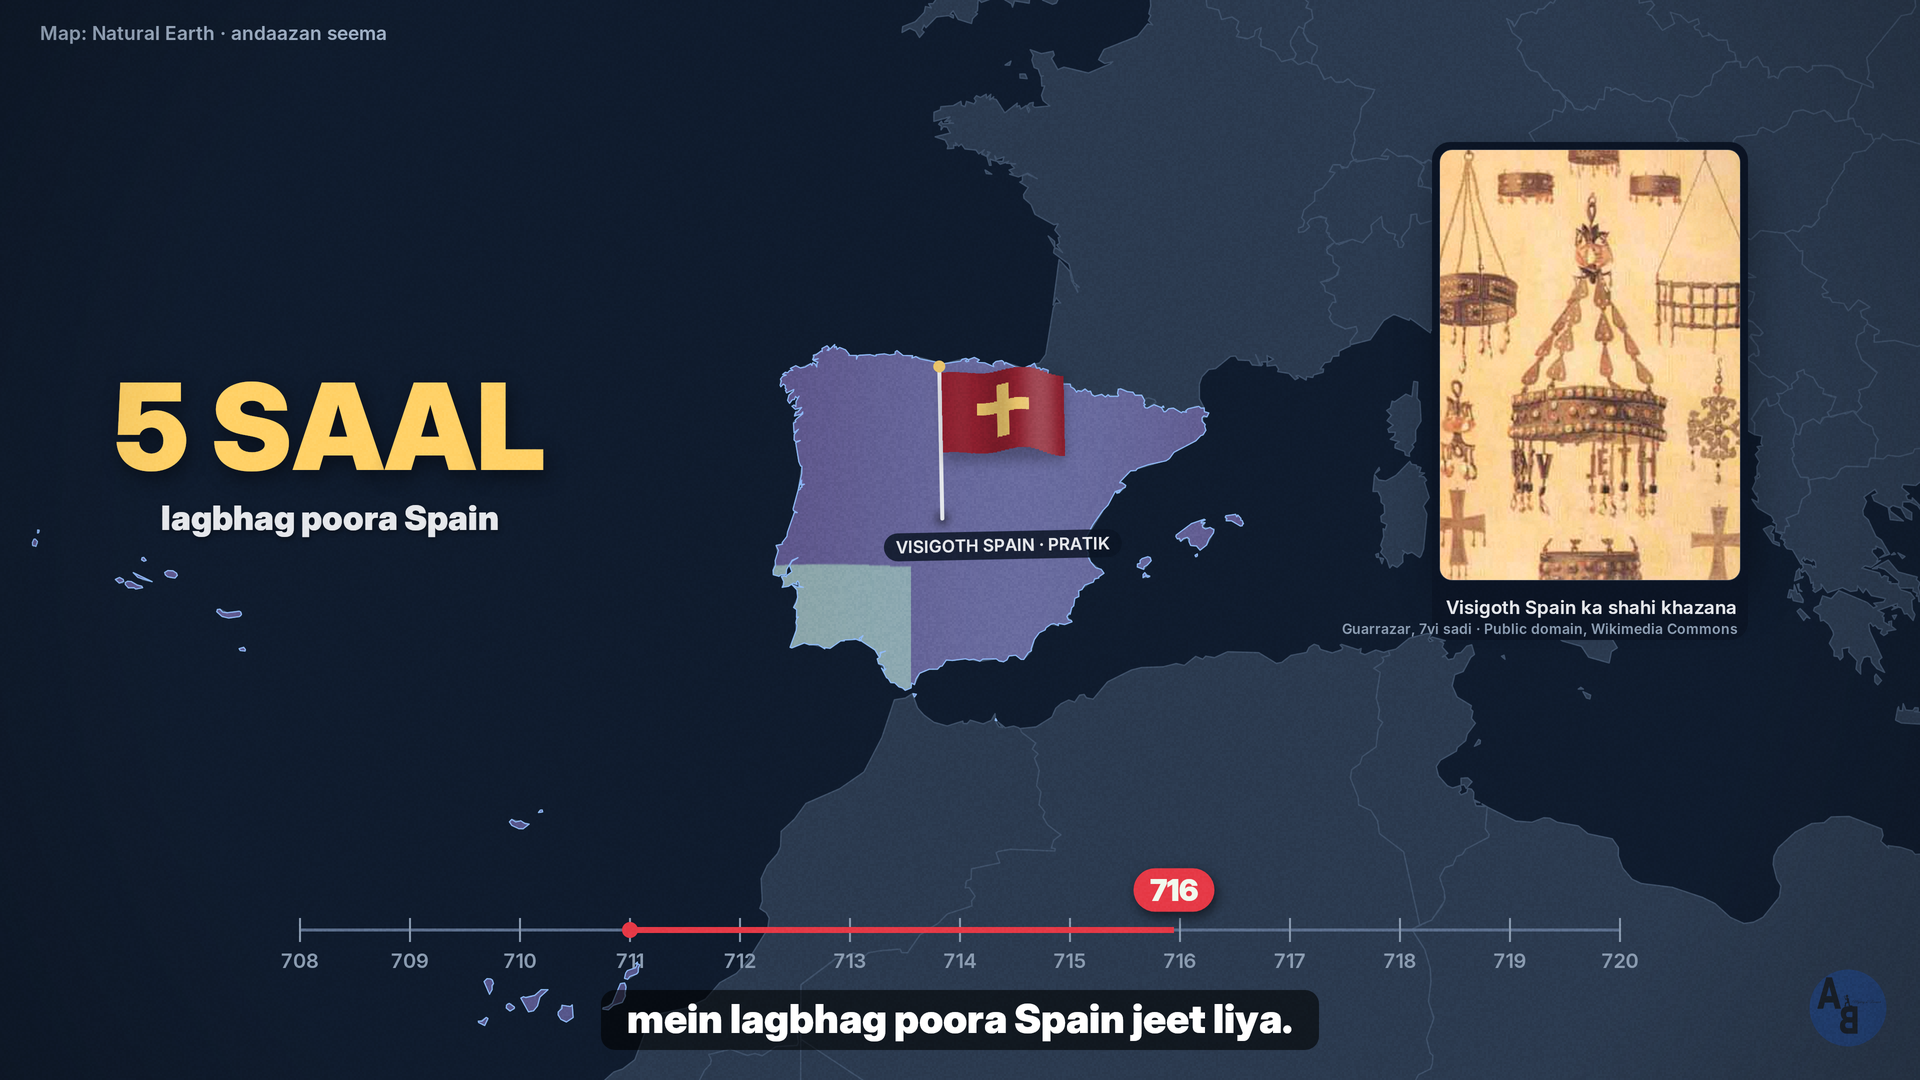 Map: Natural Earth · andaazan seema
5 SAAL
lagbhag poora Spain
VISIGOTH SPAIN · PRATIK
Visigoth Spain ka shahi khazana
Guarrazar, 7vi sadi · Public domain, Wikimedia Commons
716
708 709 710 711 712 713 714 715 716 717 718 719 720
mein lagbhag poora Spain jeet liya.
A B